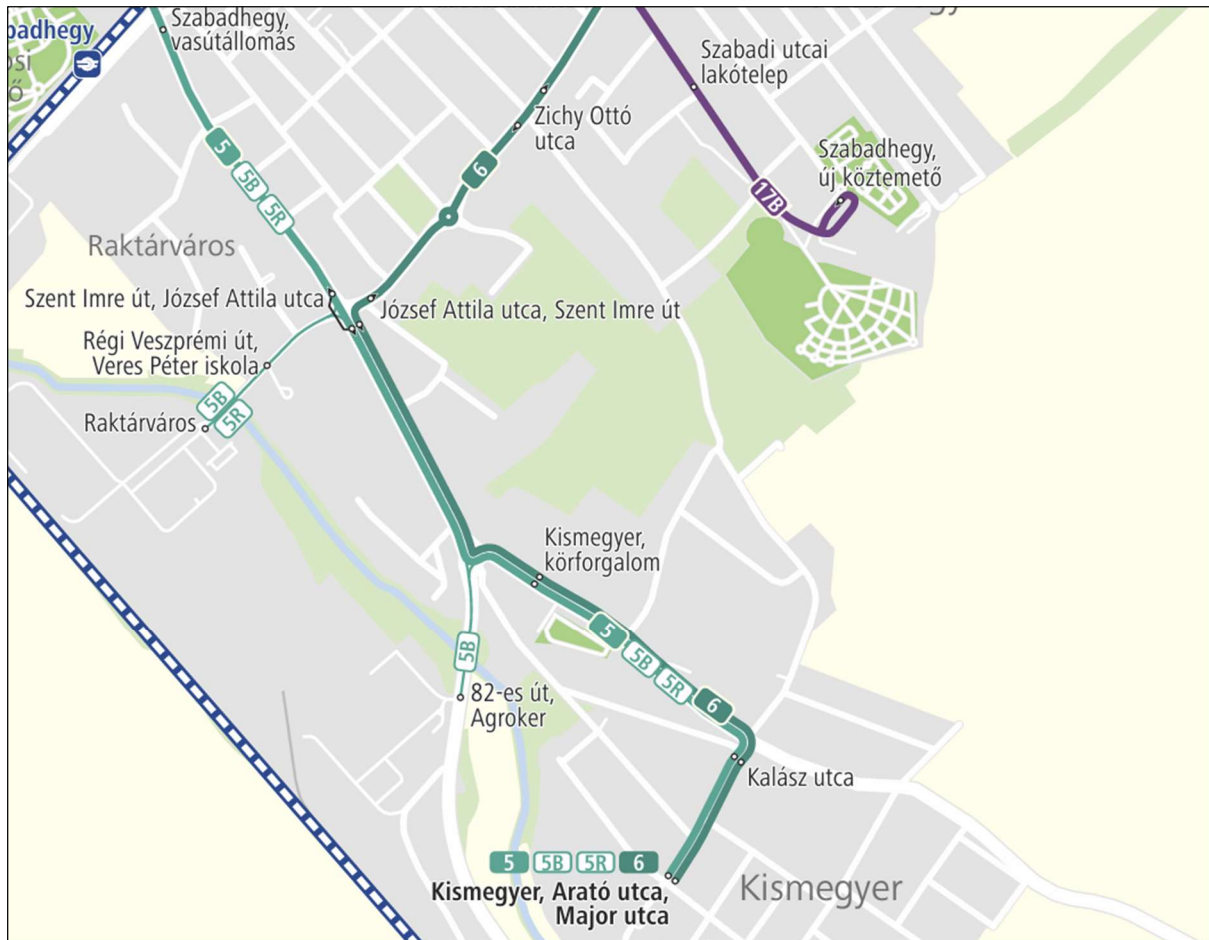 Szabadhegy,
vasútállomás
badhegy
Szabadi utcai
lakótelep
Zichy Ottó
utca
Szabadhegy,
új köztemető
5
5B
5R
6
17B
Raktárváros
Szent Imre út, József Attila utca
József Attila utca, Szent Imre út
Régi Veszprémi út,
Veres Péter iskola
5B
5R
Raktárváros
Kismegyer,
körforgalom
5
5B
5R
6
5B
82-es út,
Agroker
Kalász utca
5 5B 5R 6
Kismegyer, Arató utca,
Major utca
Kismegyer